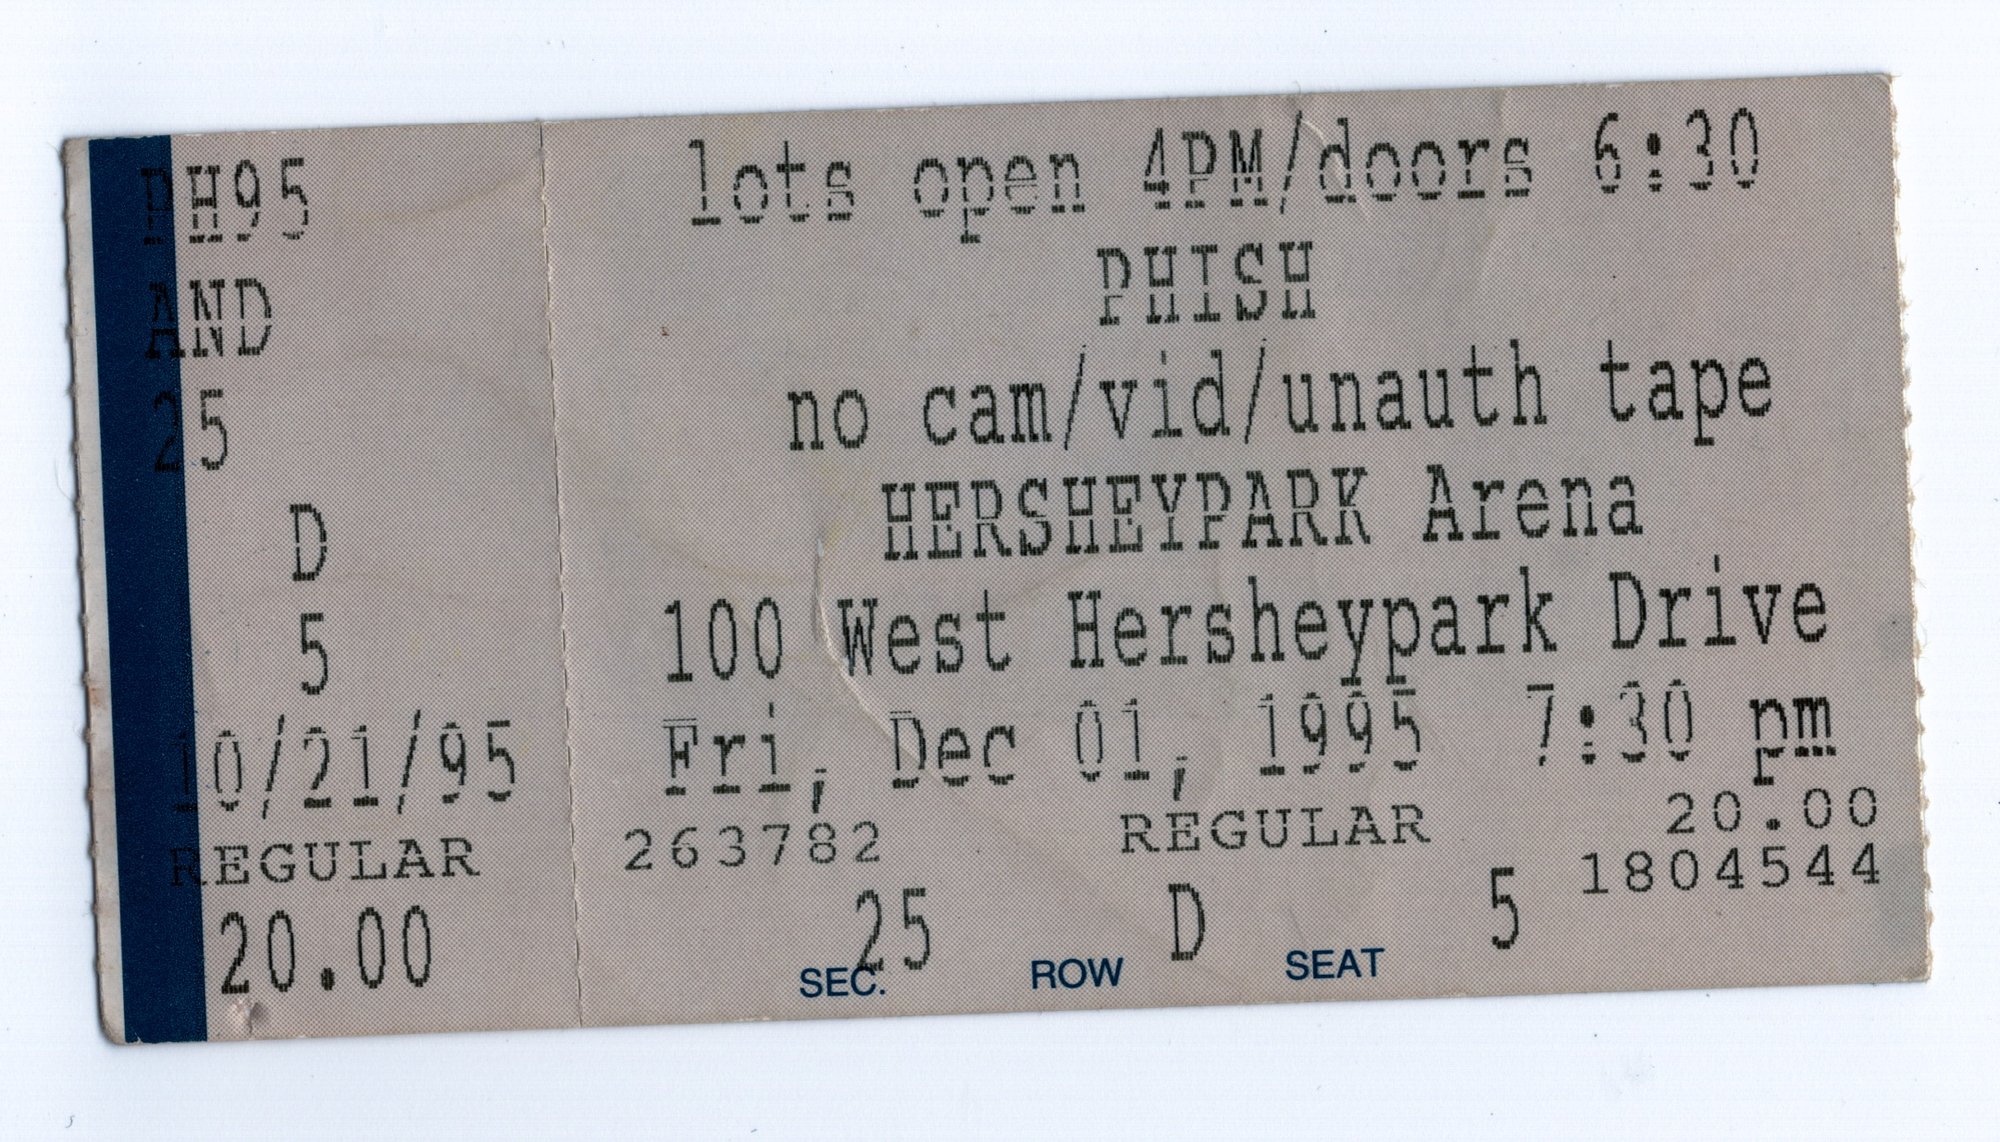 PH95
AND
25
D
5
10/21/95
REGULAR
20.00
lots open 4PM/doors 6:30
PHISH
no cam/vid/unauth tape
HERSHEYPARK Arena
100 West Hersheypark Drive
Fri, Dec 01, 1995 7:30 pm
263782 REGULAR 20.00
1804544
25 D 5
SEC. ROW SEAT